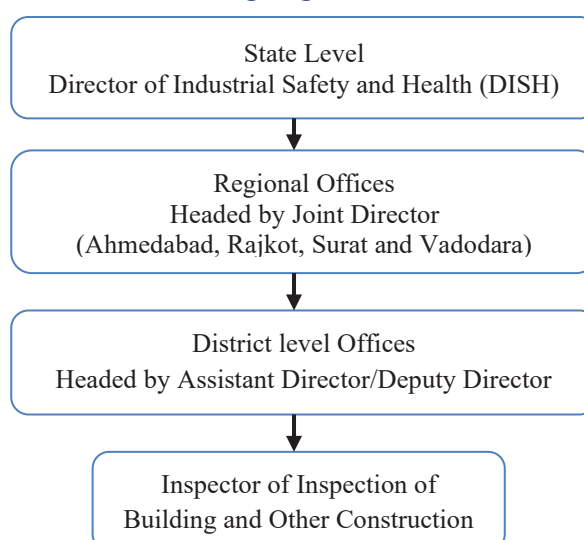 State Level
Director of Industrial Safety and Health (DISH)
Regional Offices
Headed by Joint Director
(Ahmedabad, Rajkot, Surat and Vadodara)
District level Offices
Headed by Assistant Director/Deputy Director
Inspector of Inspection of
Building and Other Construction